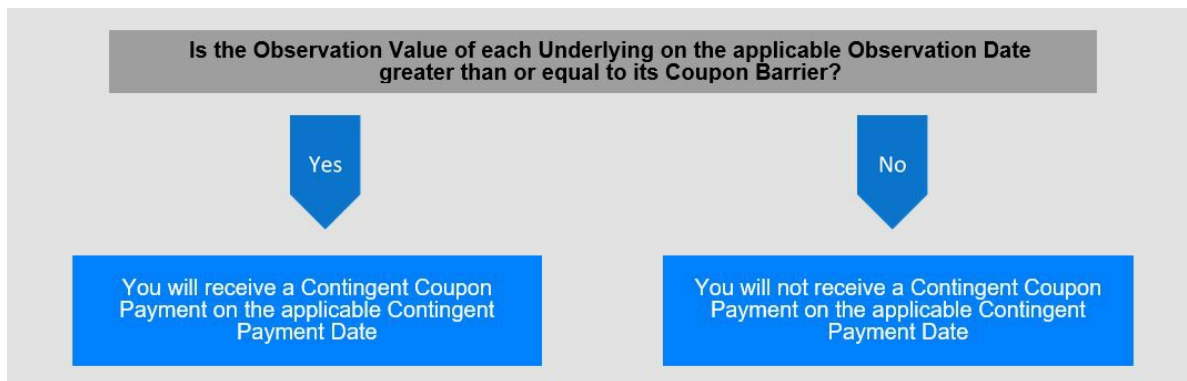 Is the Observation Value of each Underlying on the applicable Observation Date
greater than or equal to its Coupon Barrier?
Yes
No
You will receive a Contingent Coupon
Payment on the applicable Contingent
Payment Date
You will not receive a Contingent Coupon
Payment on the applicable Contingent
Payment Date